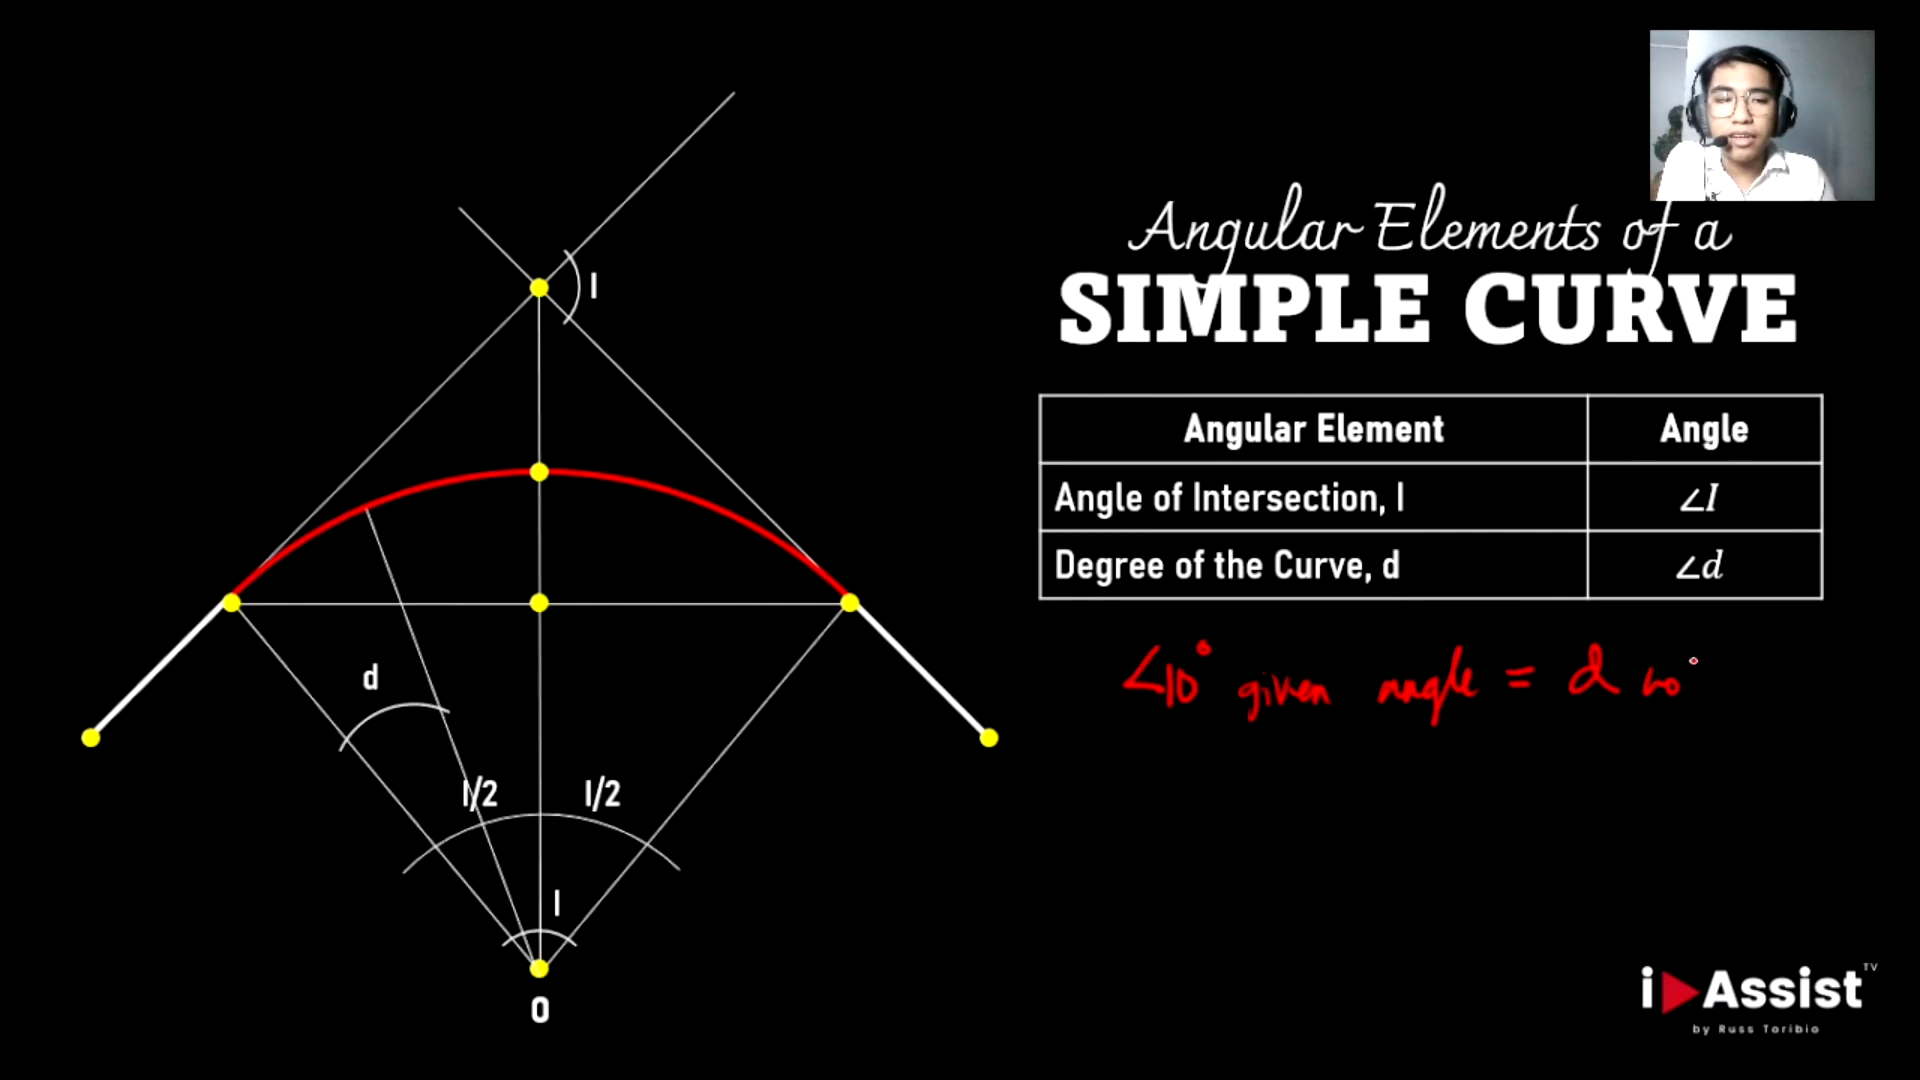 I
Angular Elements of a
SIMPLE CURVE
Angular Element Angle
Angle of Intersection, I ∠I
Degree of the Curve, d ∠d
∠10° given angle = d
d
I/2 I/2
I
O
i Assist TV
by Russ Toribio